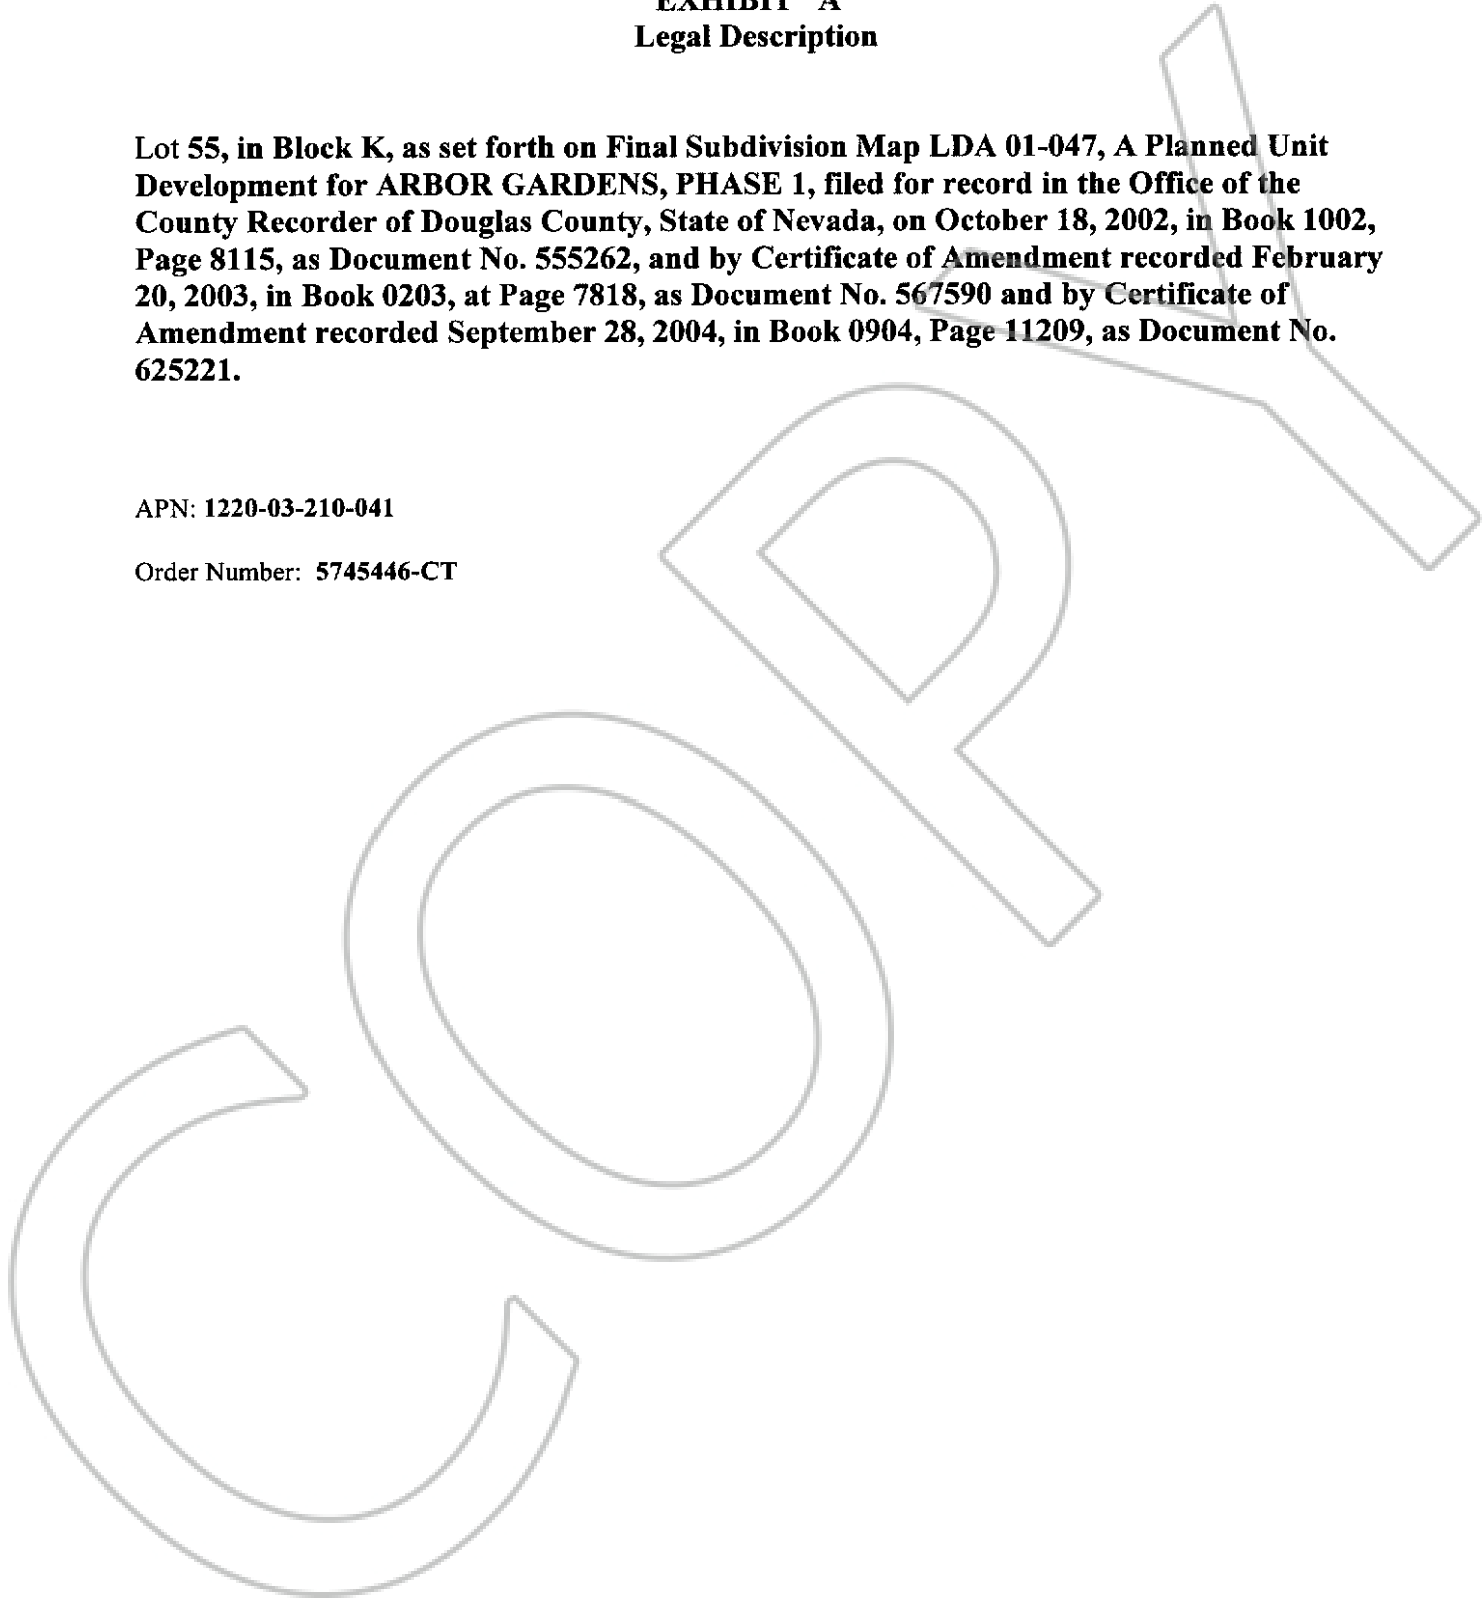 EXHIBIT "A"
Legal Description
Lot 55, in Block K, as set forth on Final Subdivision Map LDA 01-047, A Planned Unit
Development for ARBOR GARDENS, PHASE 1, filed for record in the Office of the
County Recorder of Douglas County, State of Nevada, on October 18, 2002, in Book 1002,
Page 8115, as Document No. 555262, and by Certificate of Amendment recorded February
20, 2003, in Book 0203, at Page 7818, as Document No. 567590 and by Certificate of
Amendment recorded September 28, 2004, in Book 0904, Page 11209, as Document No.
625221.
APN: 1220-03-210-041
Order Number: 5745446-CT
COPY